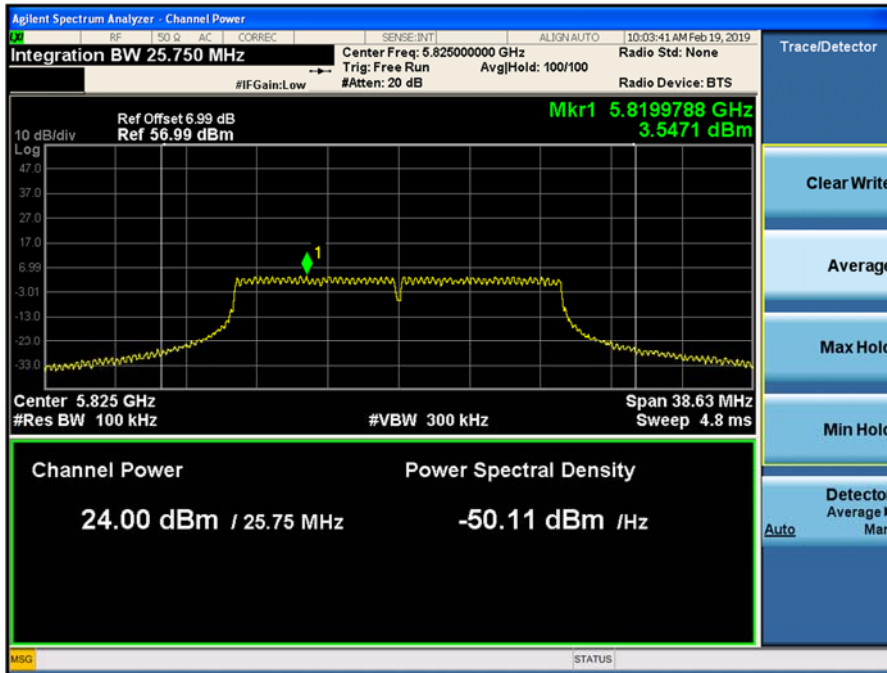 Agilent Spectrum Analyzer - Channel Power
RF 50 Ω AC CORREC SENSE:INT ALIGN AUTO 10:03:41 AM Feb 19, 2019
Integration BW 25.750 MHz
Center Freq: 5.825000000 GHz
Radio Std: None
Trig: Free Run Avg|Hold: 100/100
#IFGain:Low
#Atten: 20 dB
Radio Device: BTS
Mkr1 5.8199788 GHz
3.5471 dBm
Ref Offset 6.99 dB
10 dB/div Ref 56.99 dBm
Log
47.0
37.0
27.0
17.0
1
6.99
-3.01
-13.0
-23.0
-33.0
Center 5.825 GHz Span 38.63 MHz
#Res BW 100 kHz #VBW 300 kHz Sweep 4.8 ms
Channel Power Power Spectral Density
24.00 dBm / 25.75 MHz -50.11 dBm /Hz
MSG STATUS
Trace/Detector
Clear Write
Average
Max Hold
Min Hold
Detector
Average
Auto Man